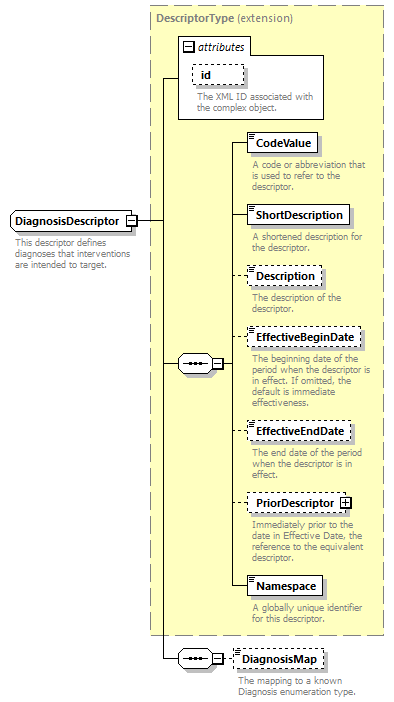 DescriptorType (extension)
attributes
id
The XML ID associated with
the complex object.
CodeValue
A code or abbreviation that
is used to refer to the
descriptor.
DiagnosisDescriptor
This descriptor defines
diagnoses that interventions
are intended to target.
ShortDescription
A shortened description for
the descriptor.
Description
The description of the
descriptor.
EffectiveBeginDate
The beginning date of the
period when the descriptor is
in effect. If omitted, the
default is immediate
effectiveness.
EffectiveEndDate
The end date of the period
when the descriptor is in
effect.
PriorDescriptor
Immediately prior to the
date in Effective Date, the
reference to the equivalent
descriptor.
Namespace
A globally unique identifier
for this descriptor.
DiagnosisMap
The mapping to a known
Diagnosis enumeration type.